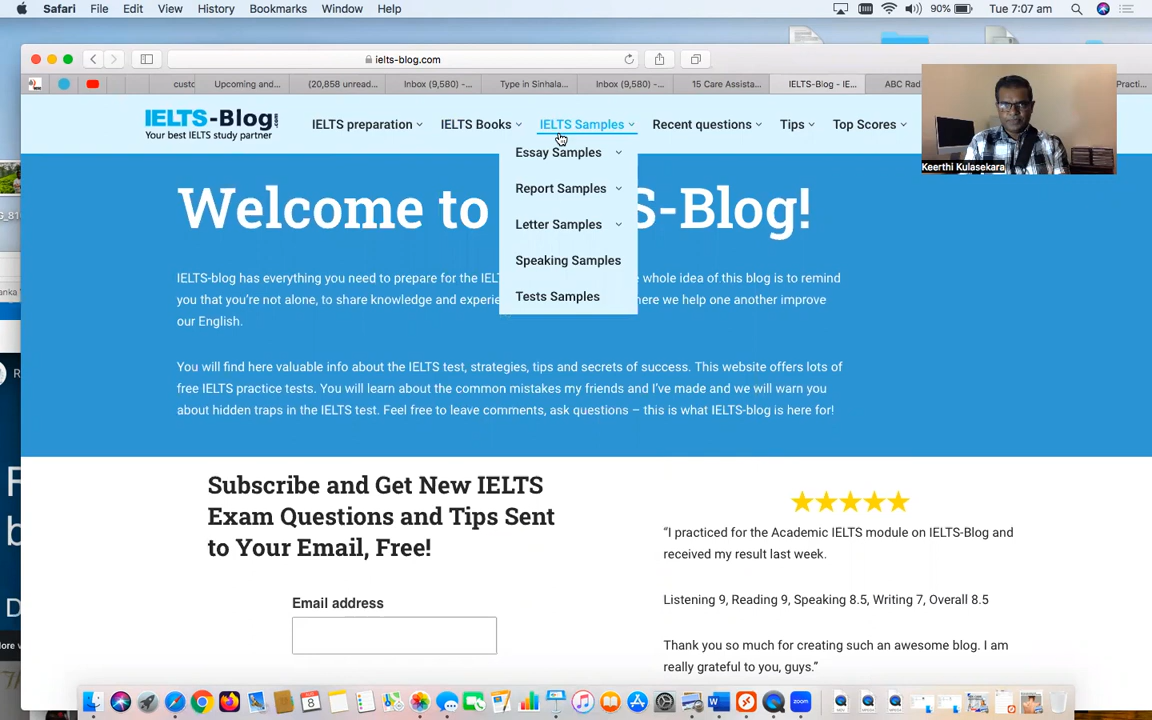 Safari File Edit View History Bookmarks Window Help 90% Tue 7:07 am
ielts-blog.com
custo Upcoming and... (20,858 unread... Inbox (9,580) -... Type in Sinhala... Inbox (9,580) -... 15 Care Assista... IELTS-Blog - IE... ABC Rad Practi...
IELTS-Blog.com
Your best IELTS study partner
IELTS preparation IELTS Books IELTS Samples Recent questions Tips Top Scores
Keerthi Kulasekara
Essay Samples
Report Samples
Letter Samples
Speaking Samples
Tests Samples
Welcome to S-Blog!
IELTS-blog has everything you need to prepare for the IEL whole idea of this blog is to remind
you that you're not alone, to share knowledge and experie here we help one another improve
our English.
You will find here valuable info about the IELTS test, strategies, tips and secrets of success. This website offers lots of
free IELTS practice tests. You will learn about the common mistakes my friends and I've made and we will warn you
about hidden traps in the IELTS test. Feel free to leave comments, ask questions – this is what IELTS-blog is here for!
Subscribe and Get New IELTS
Exam Questions and Tips Sent
to Your Email, Free!
Email address
"I practiced for the Academic IELTS module on IELTS-Blog and
received my result last week.
Listening 9, Reading 9, Speaking 8.5, Writing 7, Overall 8.5
Thank you so much for creating such an awesome blog. I am
really grateful to you, guys."
zoom